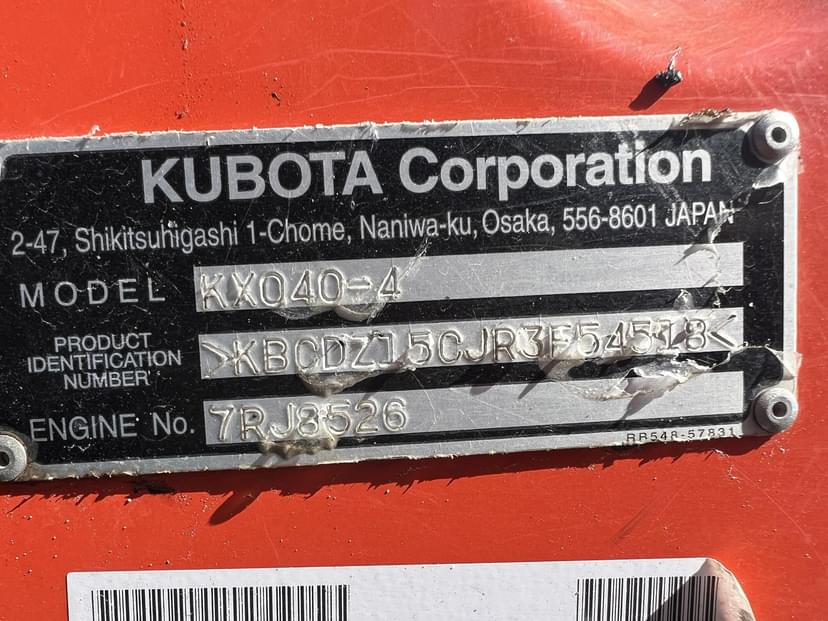 KUBOTA Corporation
2-47, Shikitsuhigashi 1-Chome, Naniwa-ku, Osaka, 556-8601 JAPAN
MODEL KX040-4
PRODUCT IDENTIFICATION NUMBER >KBCDZ15CJR3F54518<
ENGINE No. 7RJ8526
RB548-57831